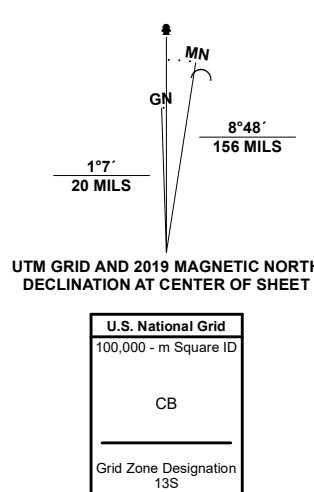 MN
GN
8°48´
156 MILS
1°7´
20 MILS
UTM GRID AND 2019 MAGNETIC NORTH
DECLINATION AT CENTER OF SHEET
U.S. National Grid
100,000 - m Square ID
CB
Grid Zone Designation
13S